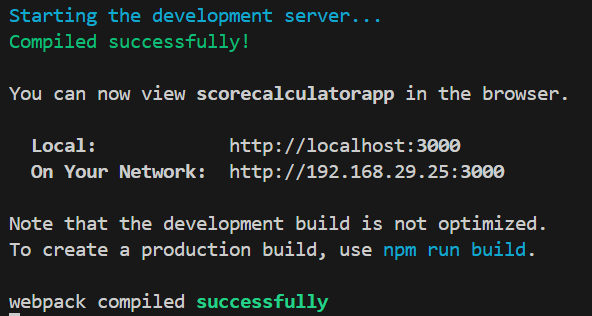 Starting the development server...
Compiled successfully!
You can now view scorecalculatorapp in the browser.
Local: http://localhost:3000
On Your Network: http://192.168.29.25:3000
Note that the development build is not optimized.
To create a production build, use npm run build.
webpack compiled successfully